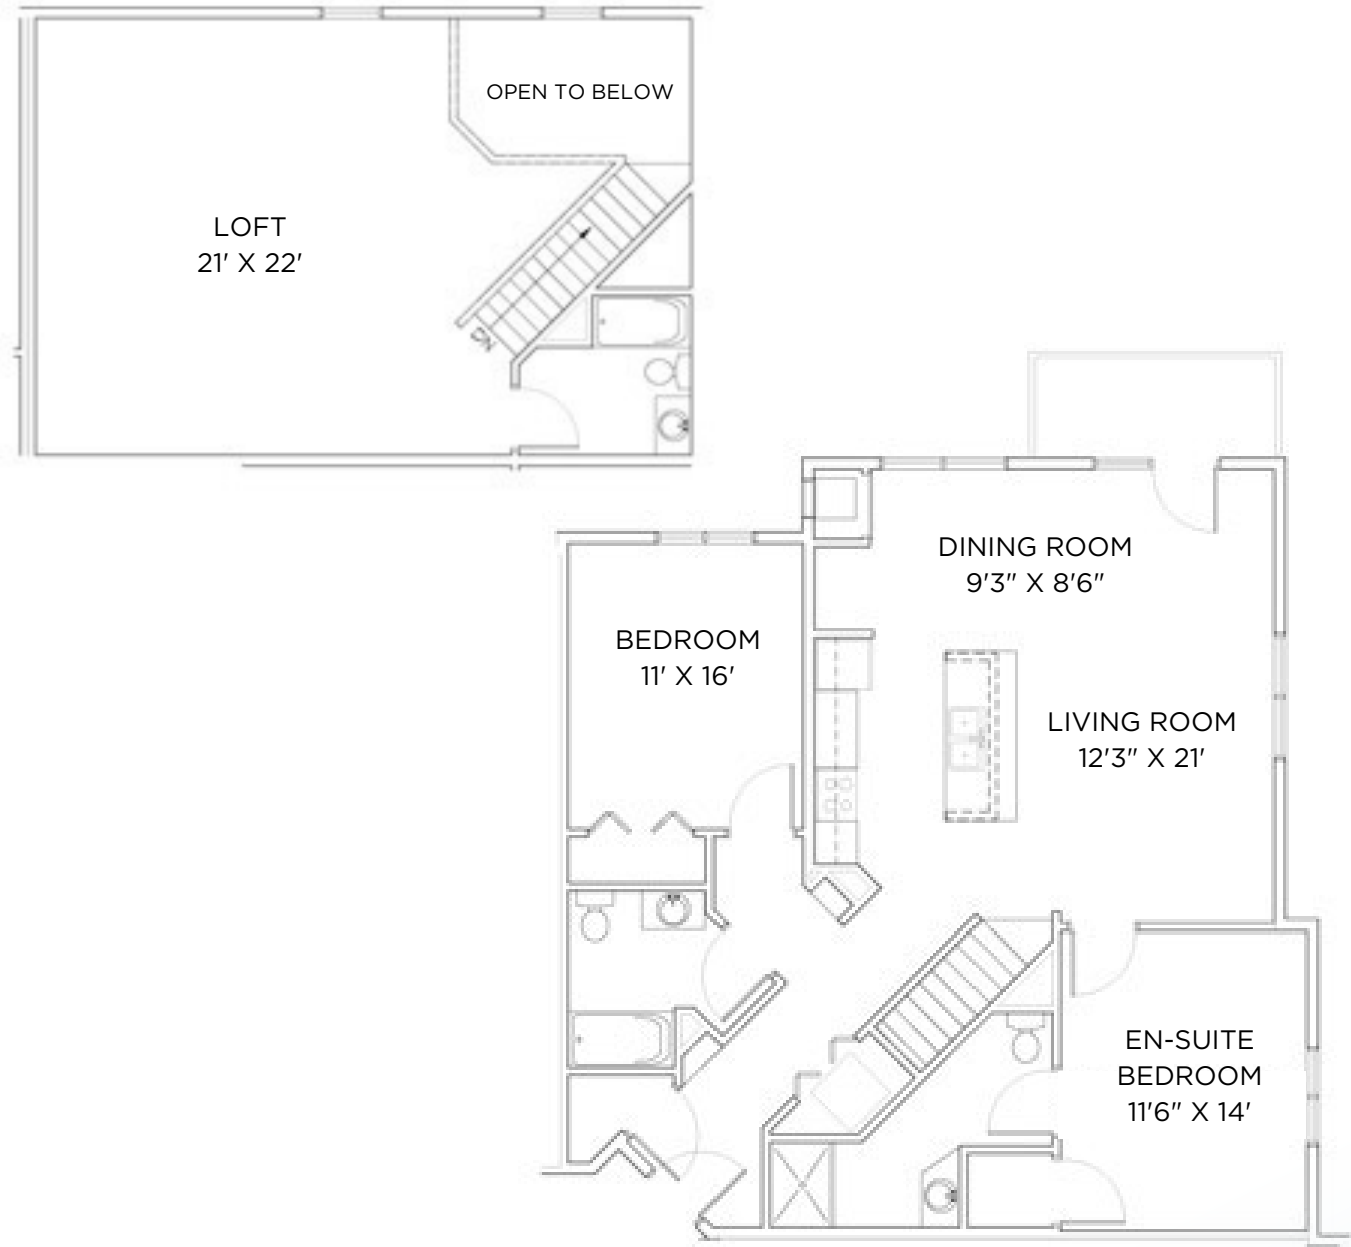 OPEN TO BELOW
LOFT
21' X 22'
DN
DINING ROOM
9'3" X 8'6"
BEDROOM
11' X 16'
LIVING ROOM
12'3" X 21'
EN-SUITE
BEDROOM
11'6" X 14'